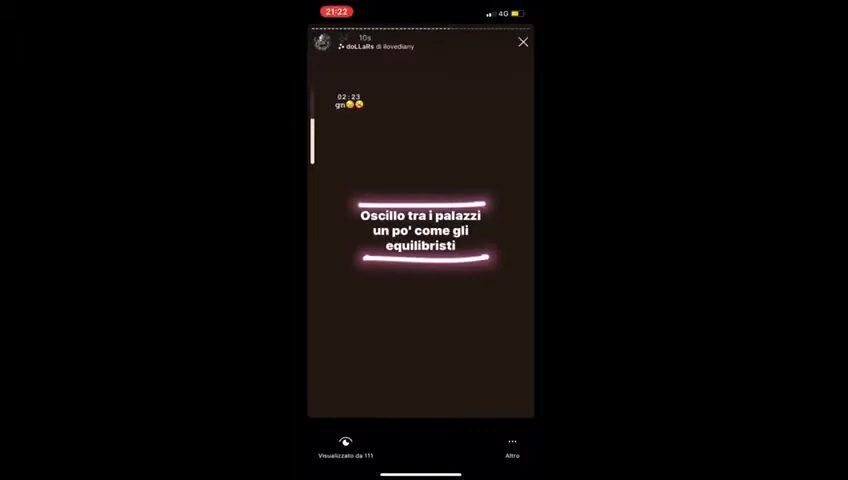 21:22
4G
10s
doLLaRs di ilovediany
02:23
gn😴😵
Oscillo tra i palazzi
un po' come gli
equilibristi
Visualizzato da 111
Altro